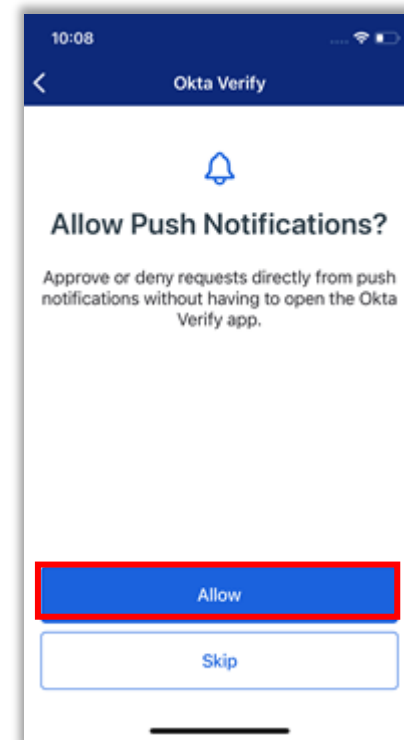 10:08
Okta Verify
Allow Push Notifications?
Approve or deny requests directly from push
notifications without having to open the Okta
Verify app.
Allow
Skip